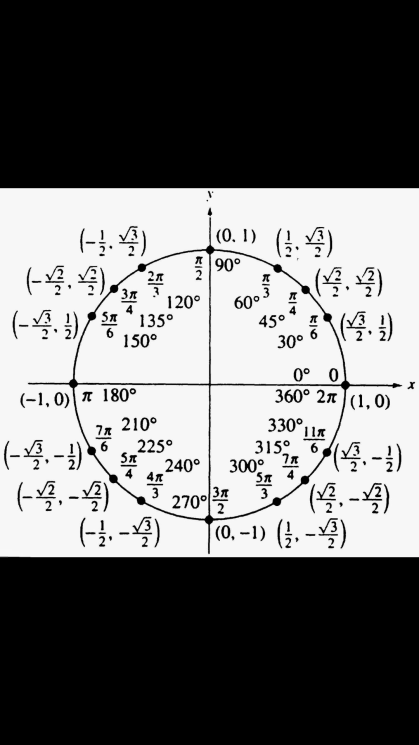 y
(0, 1)
(-1/2, √3/2)
(1/2, √3/2)
(-√2/2, √2/2)
(√2/2, √2/2)
(-√3/2, 1/2)
(√3/2, 1/2)
π/2 90°
2π/3 120°
60° π/3
3π/4 135°
45° π/4
5π/6 150°
30° π/6
0° 0
x
(-1, 0) π 180°
360° 2π (1, 0)
7π/6 210°
330° 11π/6
(-√3/2, -1/2)
(√3/2, -1/2)
5π/4 225°
315° 7π/4
(-√2/2, -√2/2)
(√2/2, -√2/2)
4π/3 240°
300° 5π/3
270° 3π/2
(-1/2, -√3/2)
(0, -1)
(1/2, -√3/2)